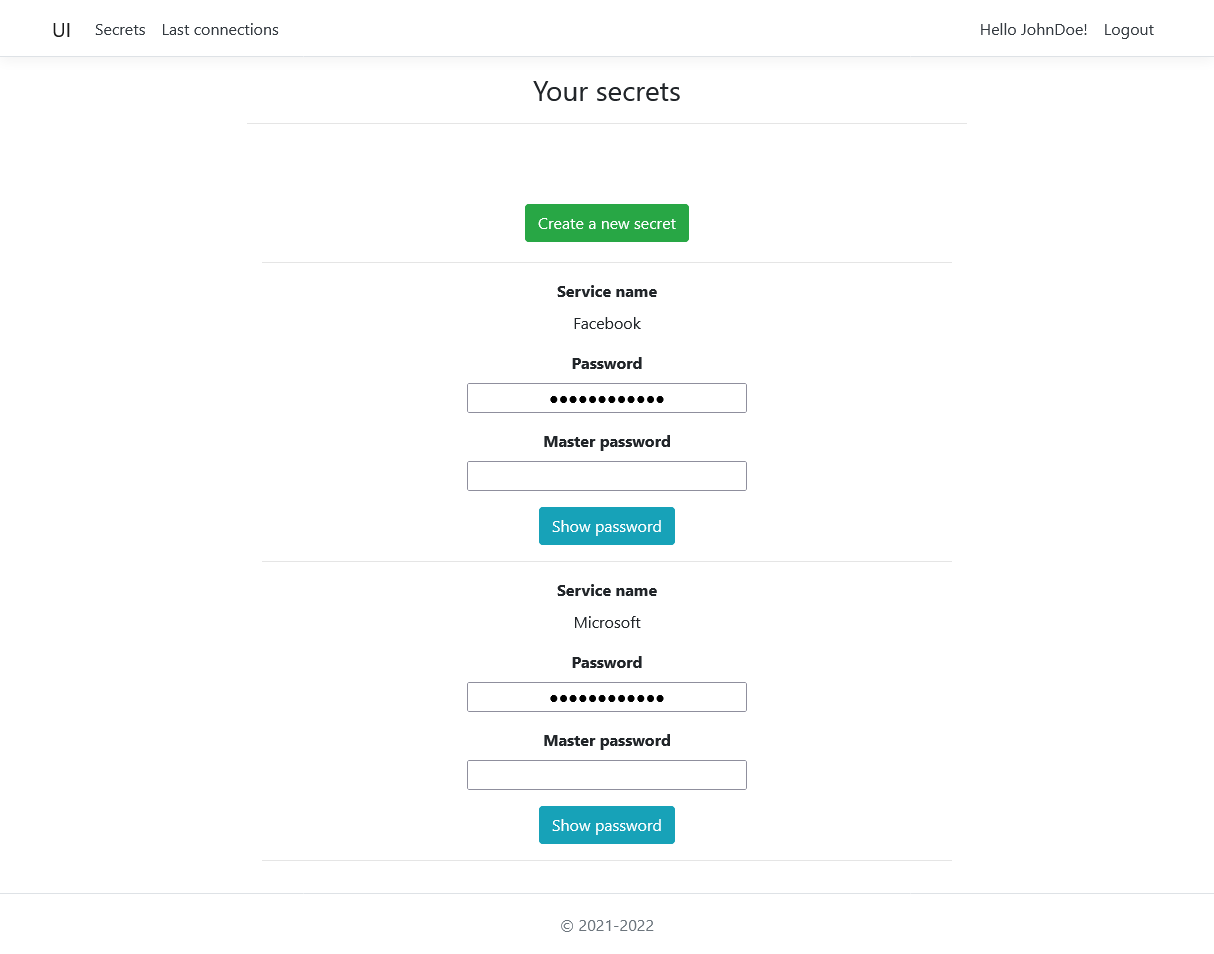 UI Secrets Last connections Hello JohnDoe! Logout
Your secrets
Create a new secret
Service name
Facebook
Password
●●●●●●●●●●●●
Master password
Show password
Service name
Microsoft
Password
●●●●●●●●●●●●
Master password
Show password
© 2021-2022